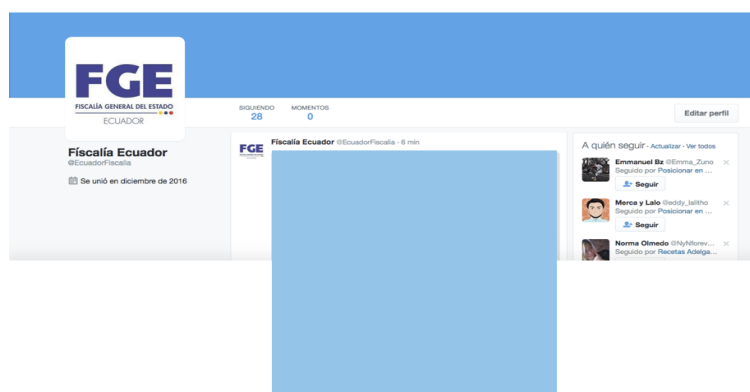 FGE
FISCALÍA GENERAL DEL ESTADO
ECUADOR
SIGUIENDO MOMENTOS
28 0
Editar perfil
Físcalía Ecuador
@EcuadorFiscalia
Se unió en diciembre de 2016
FGE
Físcalía Ecuador @EcuadorFiscalia · 6 min
A quién seguir · Actualizar · Ver todos
Emmanuel Bz @Emma_Zuno
Seguido por Posicionar en ...
Seguir
Merca y Lalo @eddy_lalitho
Seguido por Posicionar en ...
Seguir
Norma Olmedo @NyNforev...
Seguido por Recetas Adelga...